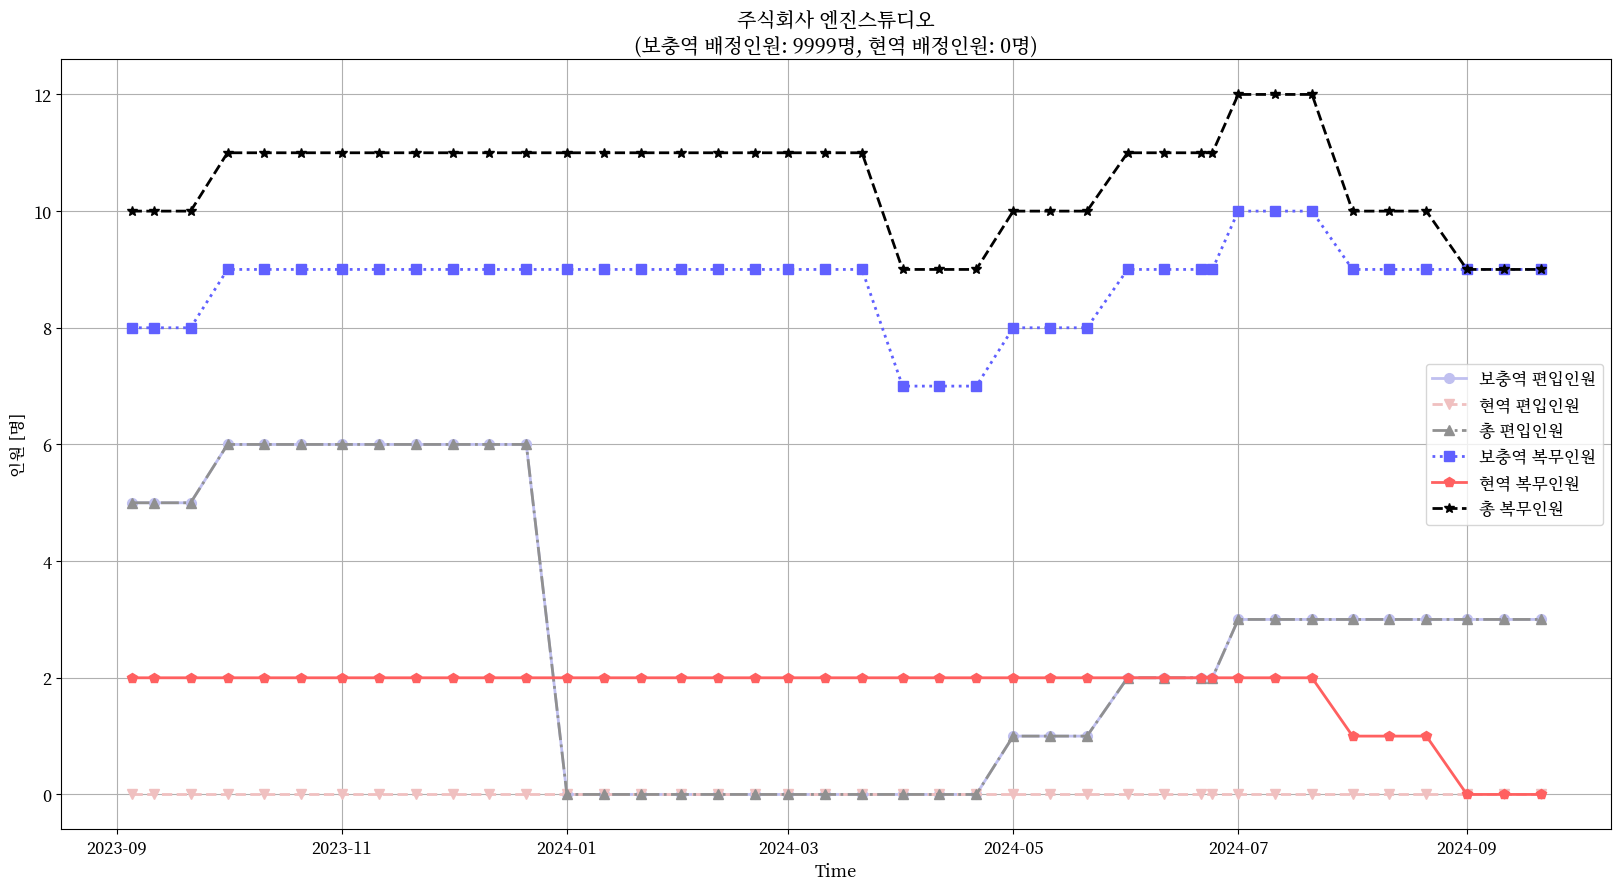 주식회사 엔진스튜디오
(보충역 배정인원: 9999명, 현역 배정인원: 0명)
12
10
8
6
4
2
0
인원 [명]
보충역 편입인원
현역 편입인원
총 편입인원
보충역 복무인원
현역 복무인원
총 복무인원
2023-09
2023-11
2024-01
2024-03
2024-05
2024-07
2024-09
Time